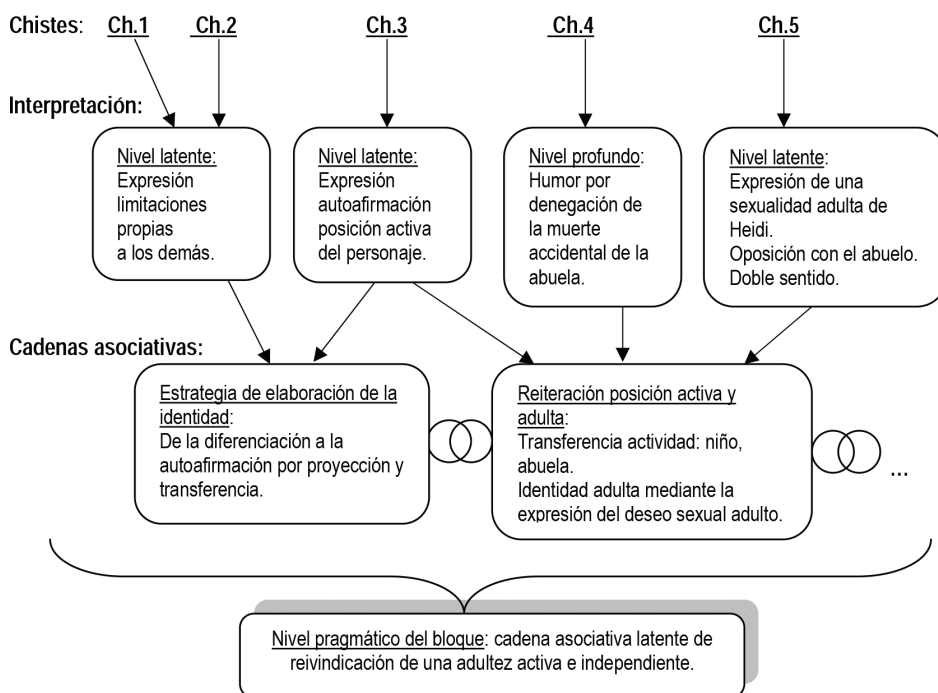 Chistes: Ch.1 Ch.2 Ch.3 Ch.4 Ch.5
Interpretación:
Nivel latente:
Expresión
limitaciones
propias
a los demás.
Nivel latente:
Expresión
autoafirmación
posición activa
del personaje.
Nivel profundo:
Humor por
denegación de
la muerte
accidental de la
abuela.
Nivel latente:
Expresión de una
sexualidad adulta de
Heidi.
Oposición con el abuelo.
Doble sentido.
Cadenas asociativas:
Estrategia de elaboración de la
identidad:
De la diferenciación a la
autoafirmación por proyección y
transferencia.
Reiteración posición activa y
adulta:
Transferencia actividad: niño,
abuela.
Identidad adulta mediante la
expresión del deseo sexual adulto.
...
Nivel pragmático del bloque: cadena asociativa latente de
reivindicación de una adultez activa e independiente.